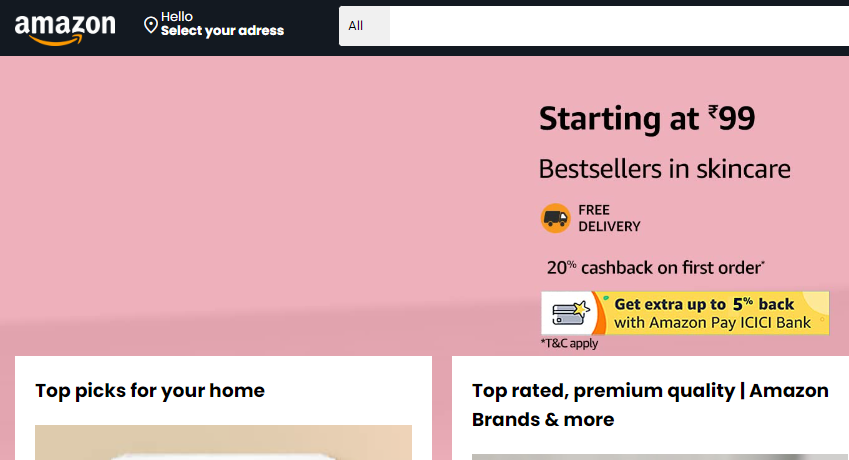 amazon
Hello
Select your adress
All
Starting at ₹99
Bestsellers in skincare
FREE
DELIVERY
20% cashback on first order*
Get extra up to 5% back
with Amazon Pay ICICI Bank
*T&C apply
Top picks for your home
Top rated, premium quality | Amazon
Brands & more